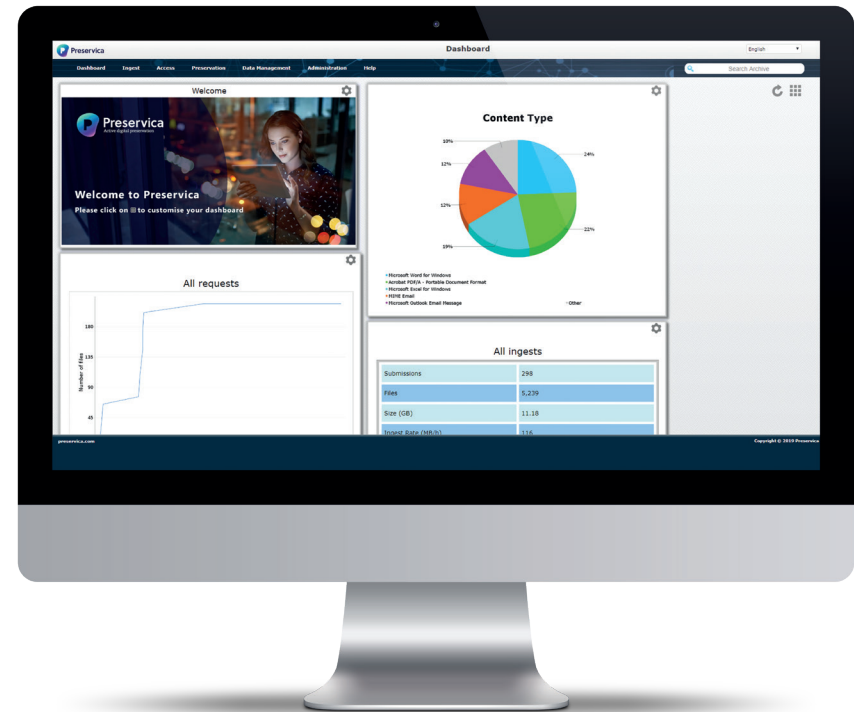 Preservica
Dashboard
English
Dashboard Ingest Access Preservation Data Management Administration Help
Search Archive
Welcome
Preservica
Active digital preservation
Welcome to Preservica
Please click on to customise your dashboard
Content Type
10%
24%
12%
12%
22%
19%
Microsoft Word for Windows
Acrobat PDF/A - Portable Document Format
Microsoft Excel for Windows
MIME Email
Microsoft Outlook Email Message
Other
All requests
Number of files
180
135
90
45
All ingests
Submissions 298
Files 5,239
Size (GB) 11.18
Ingest Rate (MB/h) 116
preservica.com
Copyright © 2019 Preservica